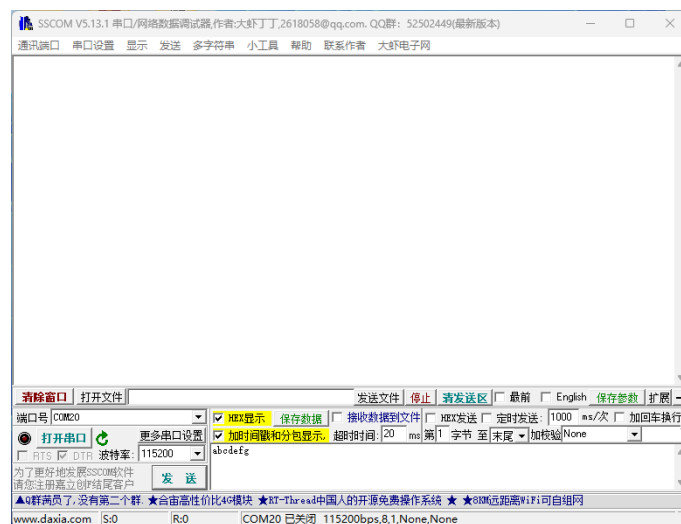 SSCOM V5.13.1 串口/网络数据调试器,作者:大虾丁丁,2618058@qq.com. QQ群: 52502449(最新版本)
通讯端口 串口设置 显示 发送 多字符串 小工具 帮助 联系作者 大虾电子网
清除窗口 打开文件 发送文件 停止 清发送区 最前 English 保存参数 扩展 —
端口号 COM20 HEX显示 保存数据 接收数据到文件 HEX发送 定时发送: 1000 ms/次 加回车换行
打开串口 更多串口设置 加时间戳和分包显示, 超时时间: 20 ms 第 1 字节 至 末尾 加校验 None
RTS DTR 波特率: 115200 abcdefg
为了更好地发展SSCOM软件
请您注册嘉立创F结尾客户 发 送
▲Q群满员了,没有第二个群. ★合宙高性价比4G模块 ★RT-Thread中国人的开源免费操作系统 ★ ★8KM远距离WiFi可自组网
www.daxia.com S:0 R:0 COM20 已关闭 115200bps,8,1,None,None